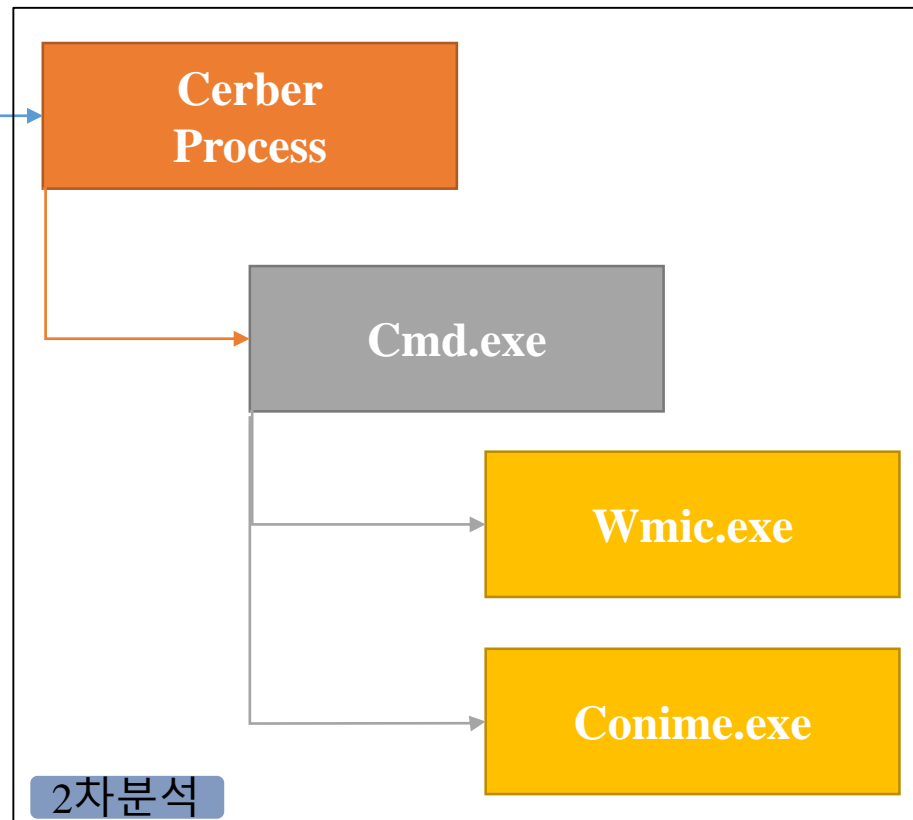 Cerber
Process
Cmd.exe
Wmic.exe
Conime.exe
2차분석